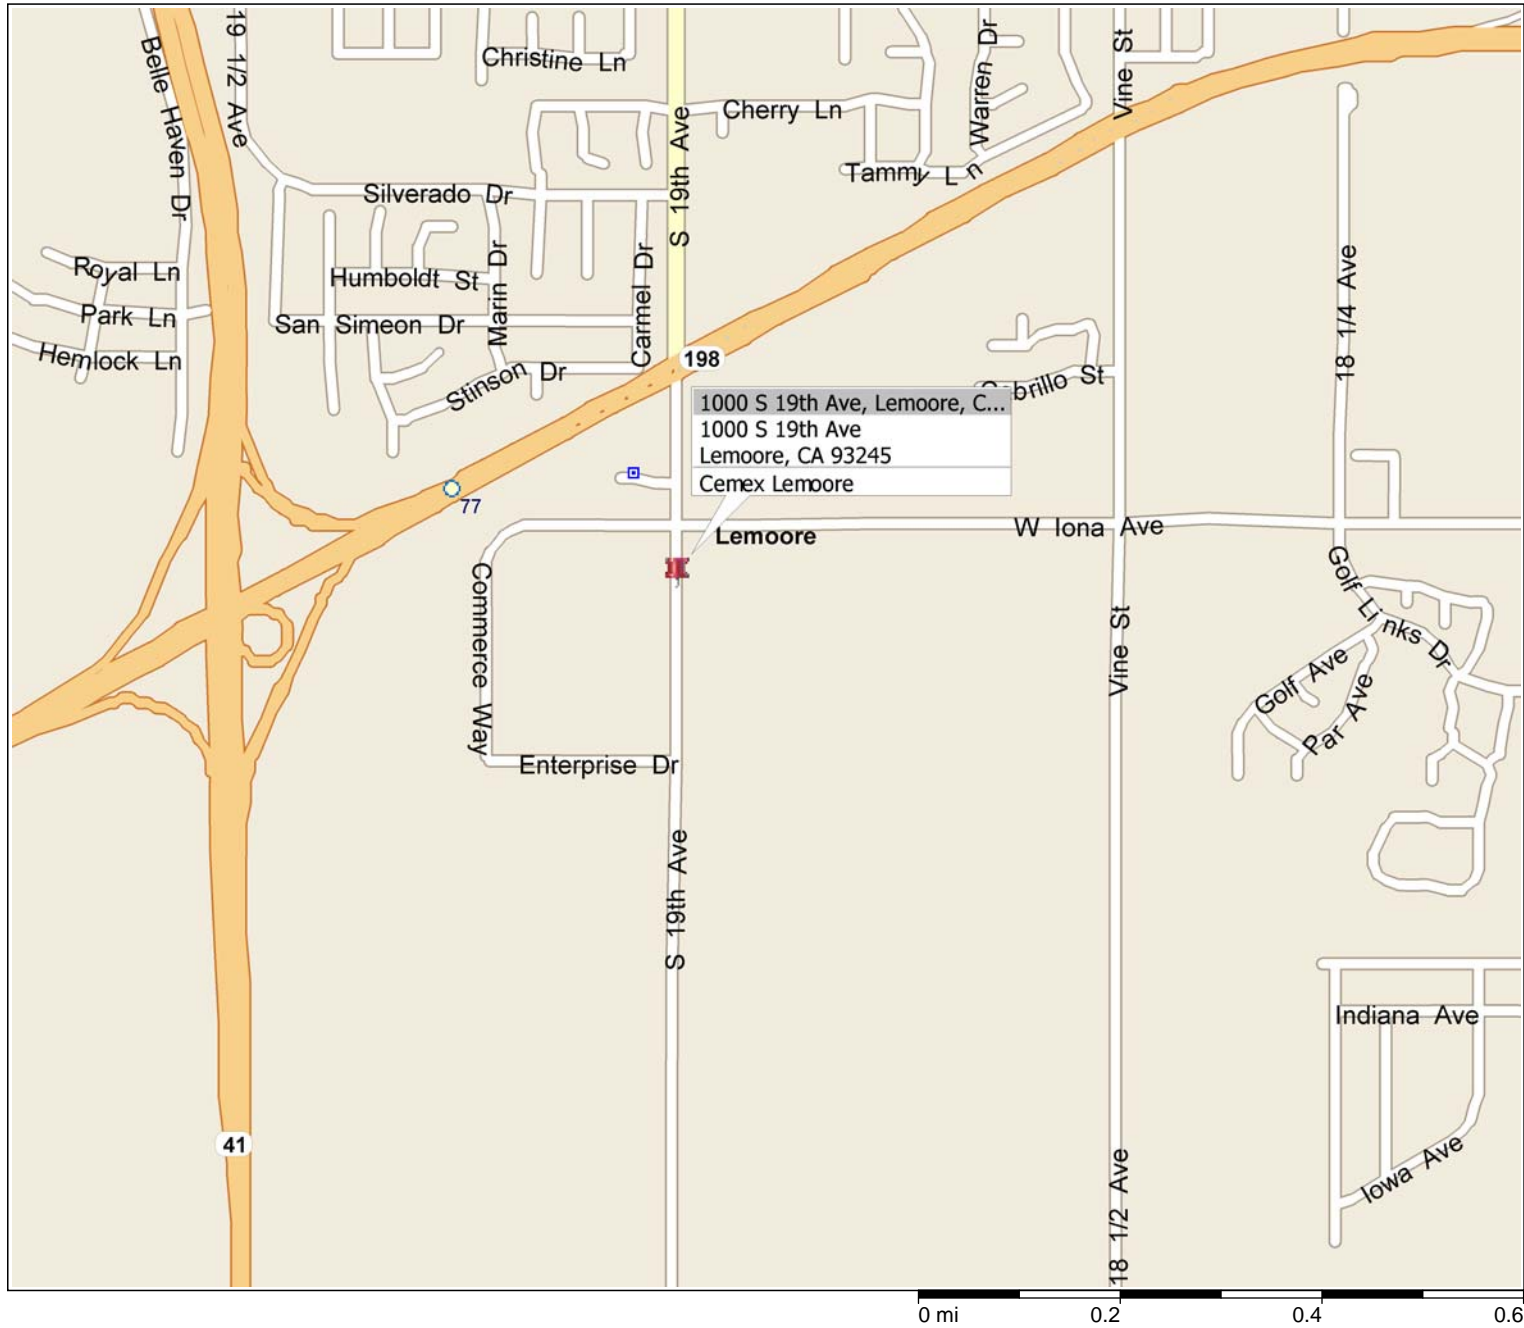 Belle Haven Dr
19 1/2 Ave
Christine Ln
S 19th Ave
Cherry Ln
Warren Dr
Vine St
Tammy Ln
Silverado Dr
Royal Ln
Humboldt St
Marin Dr
Carmel Dr
18 1/4 Ave
Park Ln
San Simeon Dr
Hemlock Ln
Stinson Dr
198
Cabrillo St
1000 S 19th Ave, Lemoore, C...
1000 S 19th Ave
Lemoore, CA 93245
Cemex Lemoore
77
Lemoore
W Iona Ave
Commerce Way
Vine St
Golf Links Dr
Golf Ave
Par Ave
Enterprise Dr
S 19th Ave
Indiana Ave
41
18 1/2 Ave
Iowa Ave
0 mi 0.2 0.4 0.6